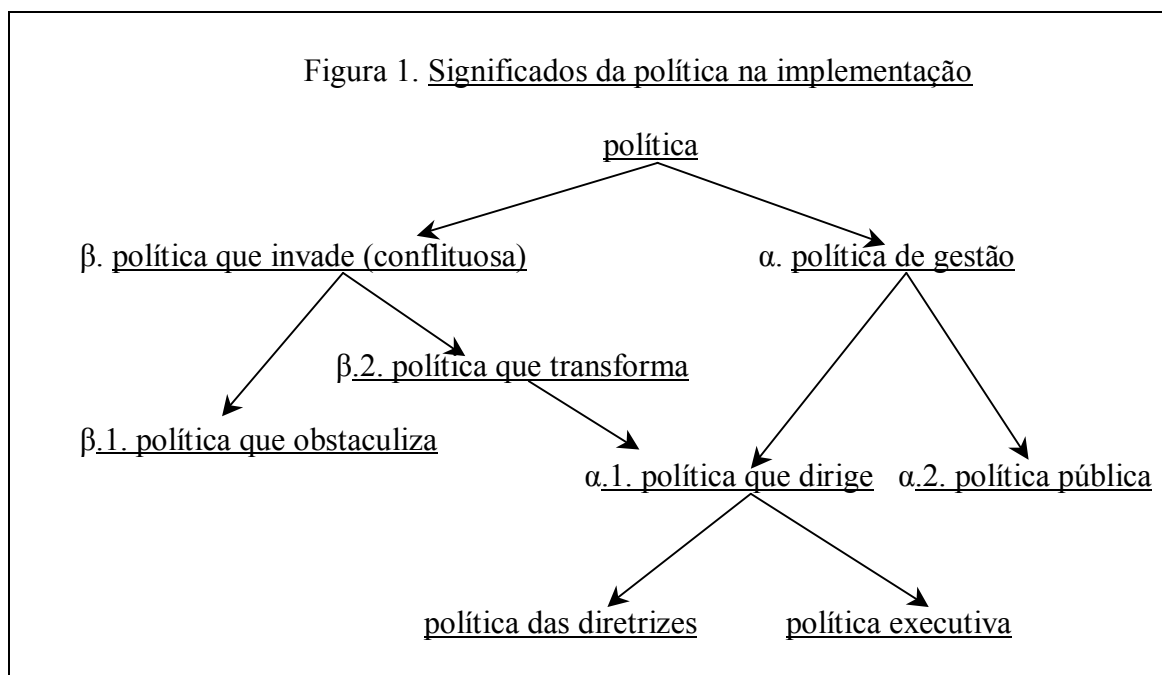 Figura 1. Significados da política na implementação
política
β. política que invade (conflituosa)
α. política de gestão
β.2. política que transforma
β.1. política que obstaculiza
α.1. política que dirige
α.2. política pública
política das diretrizes
política executiva